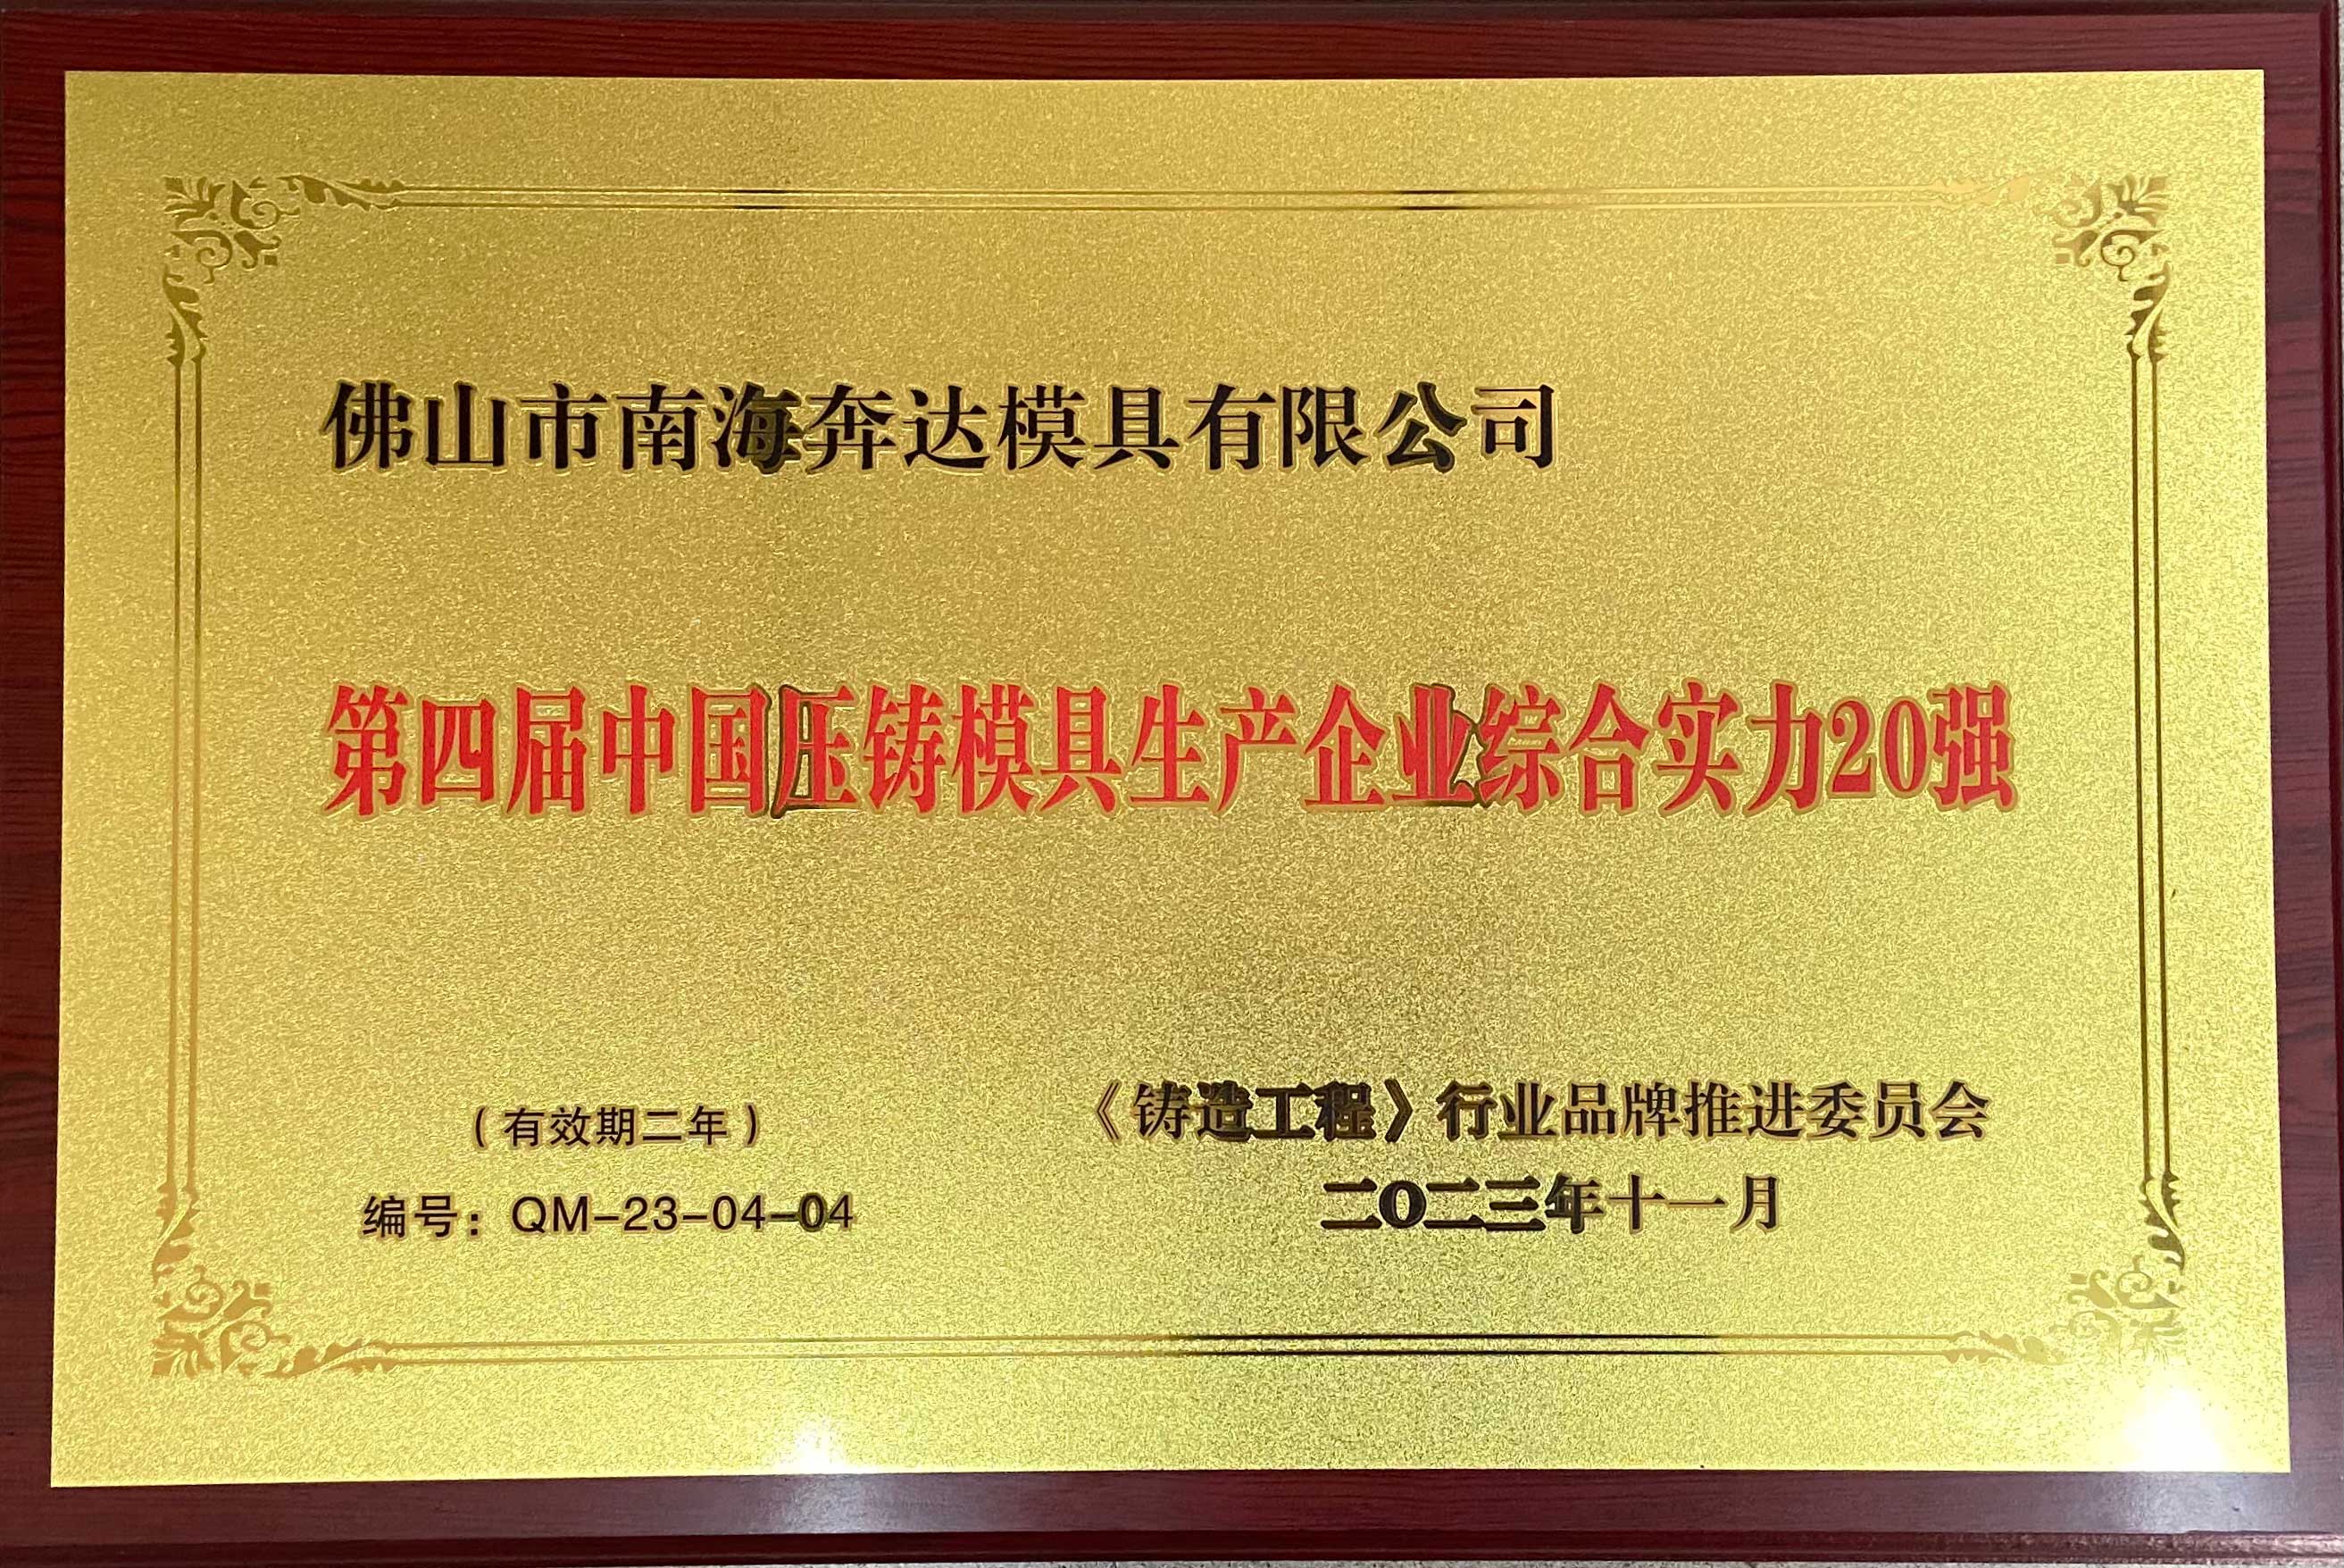 佛山市南海奔达模具有限公司
第四届中国压铸模具生产企业综合实力20强
（有效期二年）
编号：QM-23-04-04
《铸造工程》行业品牌推进委员会
二〇二三年十一月